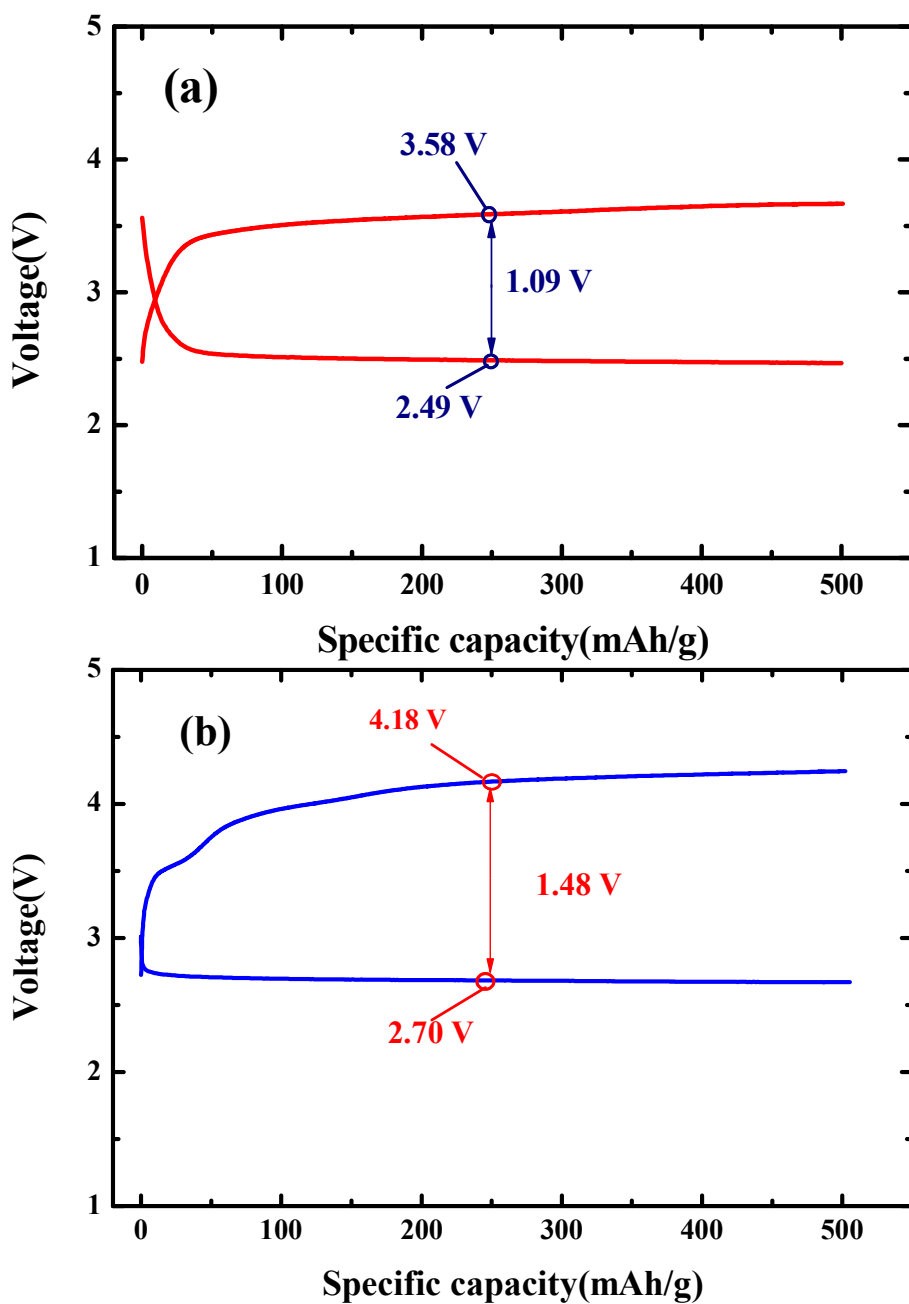 5
(a)
3.58 V
4
1.09 V
3
Voltage(V)
2.49 V
2
1
0 100 200 300 400 500
Specific capacity(mAh/g)
5
4.18 V
(b)
4
1.48 V
3
Voltage(V)
2.70 V
2
1
0 100 200 300 400 500
Specific capacity(mAh/g)